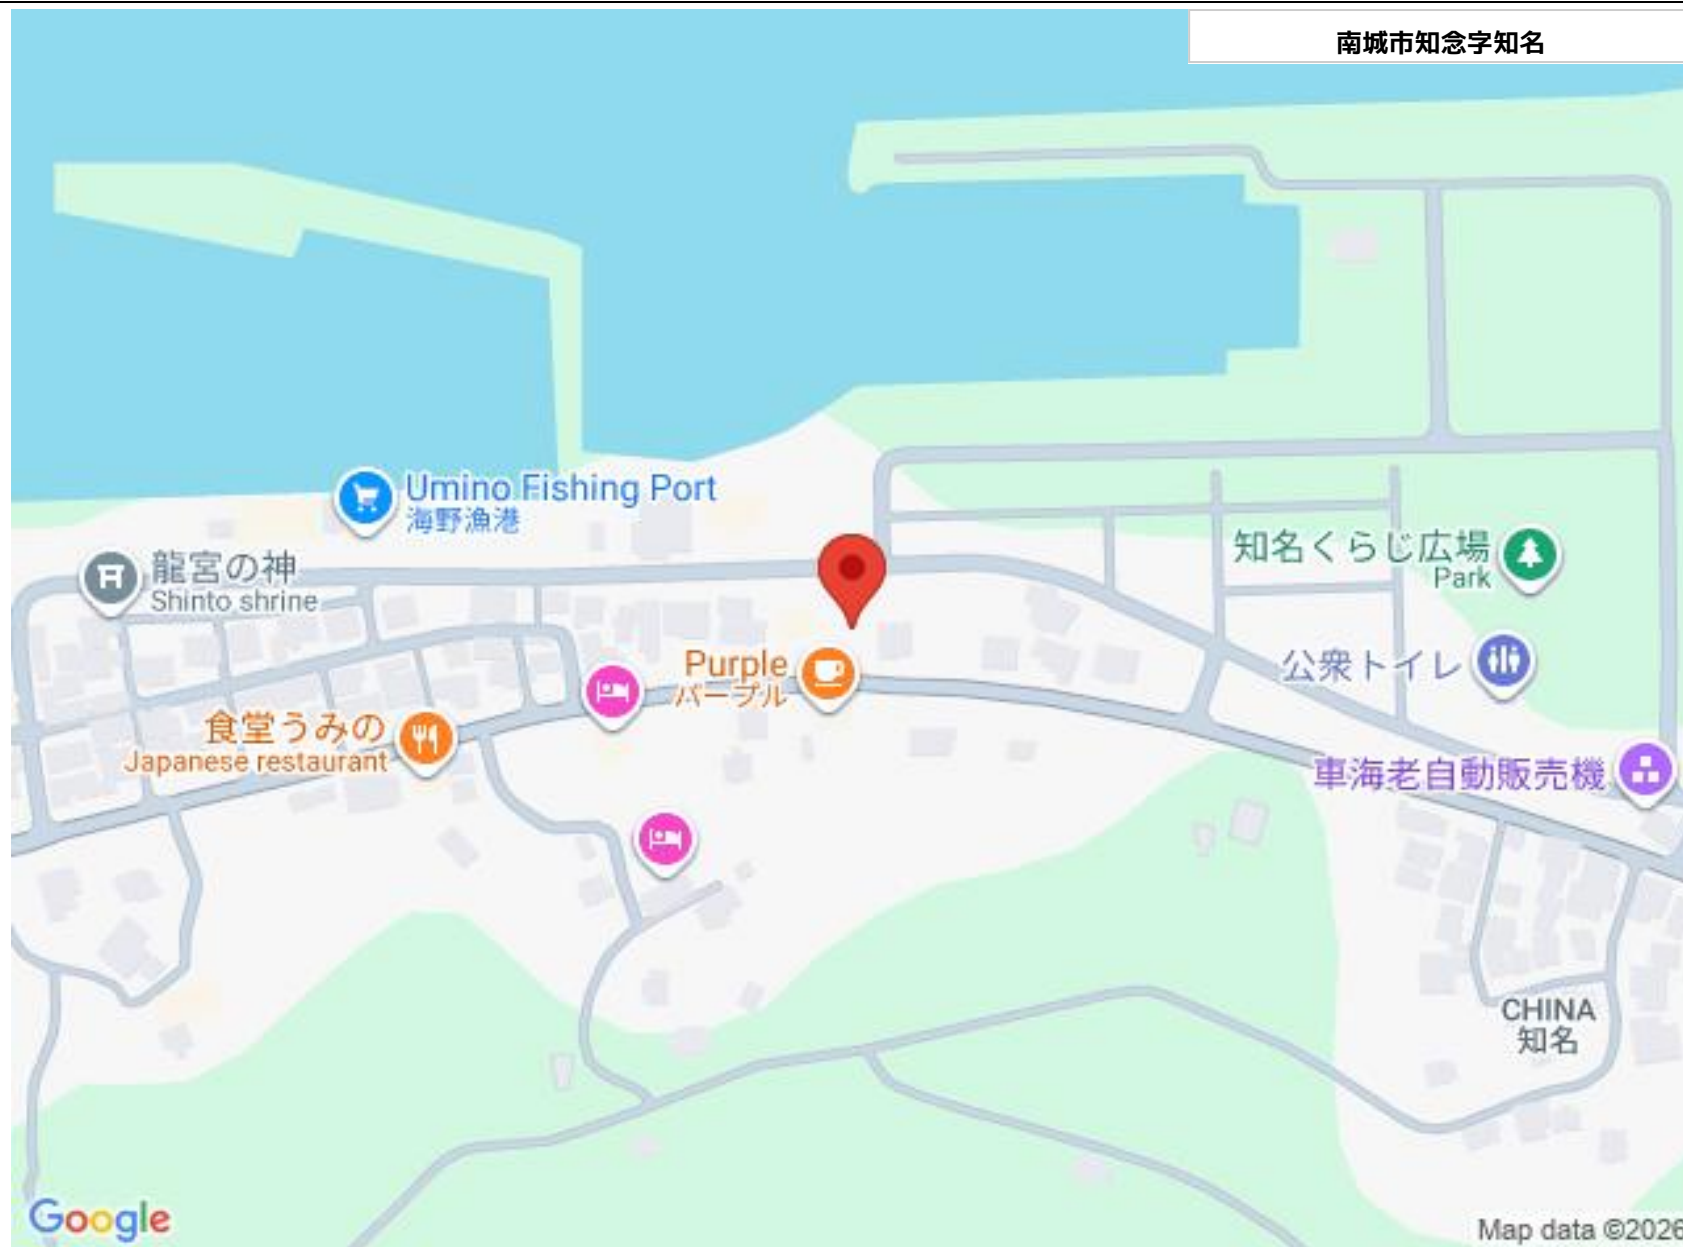 南城市知念字知名
Umino Fishing Port
海野漁港
龍宮の神
Shinto shrine
知名くらじ広場
Park
Purple
パープル
公衆トイレ
食堂うみの
Japanese restaurant
車海老自動販売機
CHINA
知名
Google
Map data ©2026